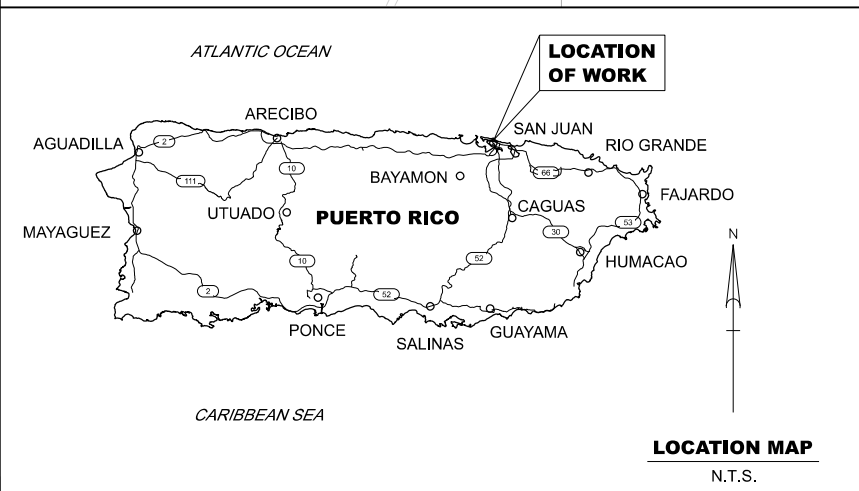 ATLANTIC OCEAN
LOCATION
OF WORK
ARECIBO
SAN JUAN
AGUADILLA
2
RIO GRANDE
10
66
BAYAMON
111
FAJARDO
UTUADO
PUERTO RICO
CAGUAS
53
MAYAGUEZ
30
N
10
52
HUMACAO
2
52
PONCE
GUAYAMA
SALINAS
CARIBBEAN SEA
LOCATION MAP
N.T.S.